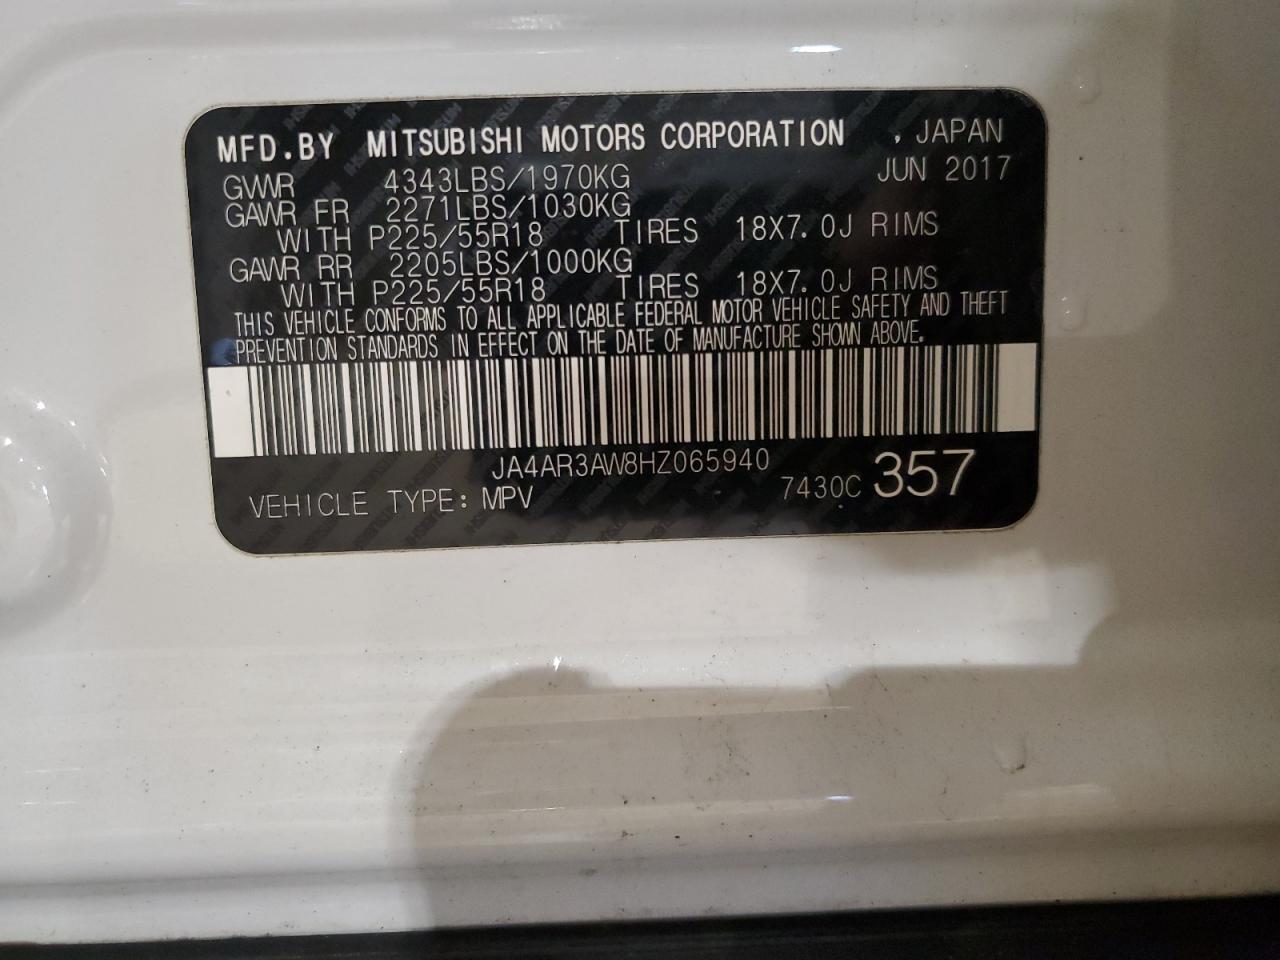 MFD.BY MITSUBISHI MOTORS CORPORATION , JAPAN
GVWR 4343LBS/1970KG JUN 2017
GAWR FR 2271LBS/1030KG
WITH P225/55R18 TIRES 18X7.0J RIMS
GAWR RR 2205LBS/1000KG
WITH P225/55R18 TIRES 18X7.0J RIMS
THIS VEHICLE CONFORMS TO ALL APPLICABLE FEDERAL MOTOR VEHICLE SAFETY AND THEFT
PREVENTION STANDARDS IN EFFECT ON THE DATE OF MANUFACTURE SHOWN ABOVE.
JA4AR3AW8HZ065940
VEHICLE TYPE: MPV 7430C 357